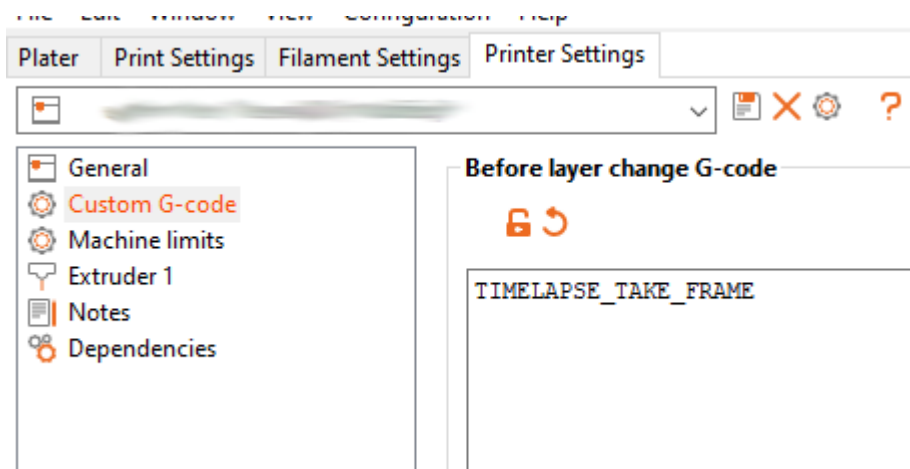 Plater Print Settings Filament Settings Printer Settings
?
General
Custom G-code
Machine limits
Extruder 1
Notes
Dependencies
Before layer change G-code
TIMELAPSE_TAKE_FRAME